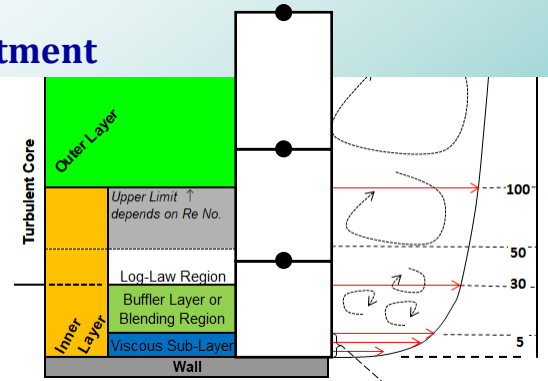 tment
Turbulent Core
Outer Layer
Inner
Layer
Upper Limit ↑
depends on Re No.
Log-Law Region
Buffler Layer or
Blending Region
Viscous Sub-Layer
Wall
100
50
30
5